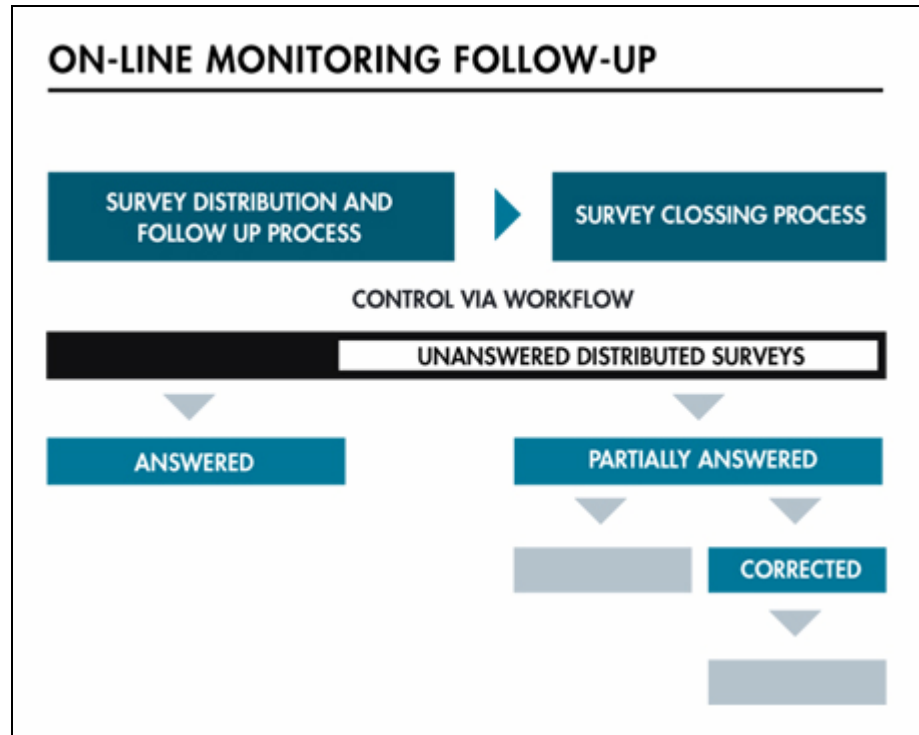 ON-LINE MONITORING FOLLOW-UP
SURVEY DISTRIBUTION AND
FOLLOW UP PROCESS
SURVEY CLOSSING PROCESS
CONTROL VIA WORKFLOW
UNANSWERED DISTRIBUTED SURVEYS
ANSWERED
PARTIALLY ANSWERED
CORRECTED